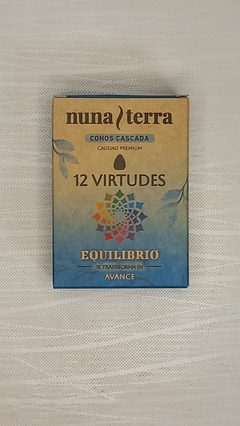 nuna terra
CONOS CASCADA
CALIDAD PREMIUM
12 VIRTUDES
EQUILIBRIO
SE TRANSFORMA EN
AVANCE